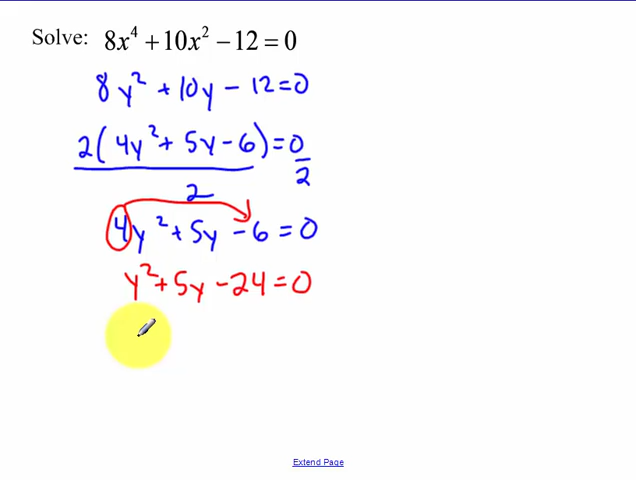 Solve: 8x⁴ + 10x² − 12 = 0
8y² + 10y − 12 = 0
2(4y² + 5y − 6) = 0
2 2
4y² + 5y − 6 = 0
y² + 5y − 24 = 0
Extend Page